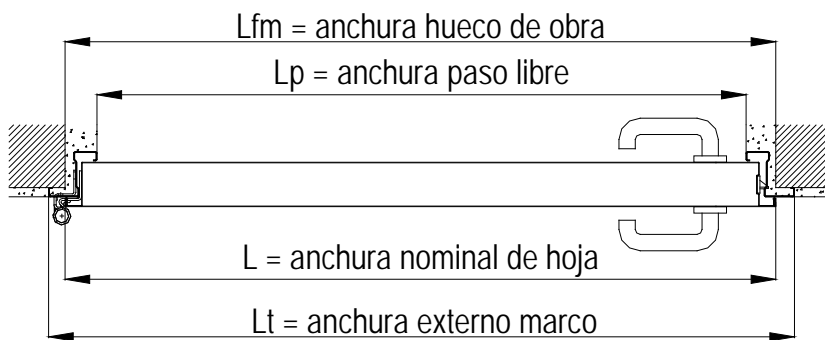 Lfm = anchura hueco de obra
Lp = anchura paso libre
L = anchura nominal de hoja
Lt = anchura externo marco